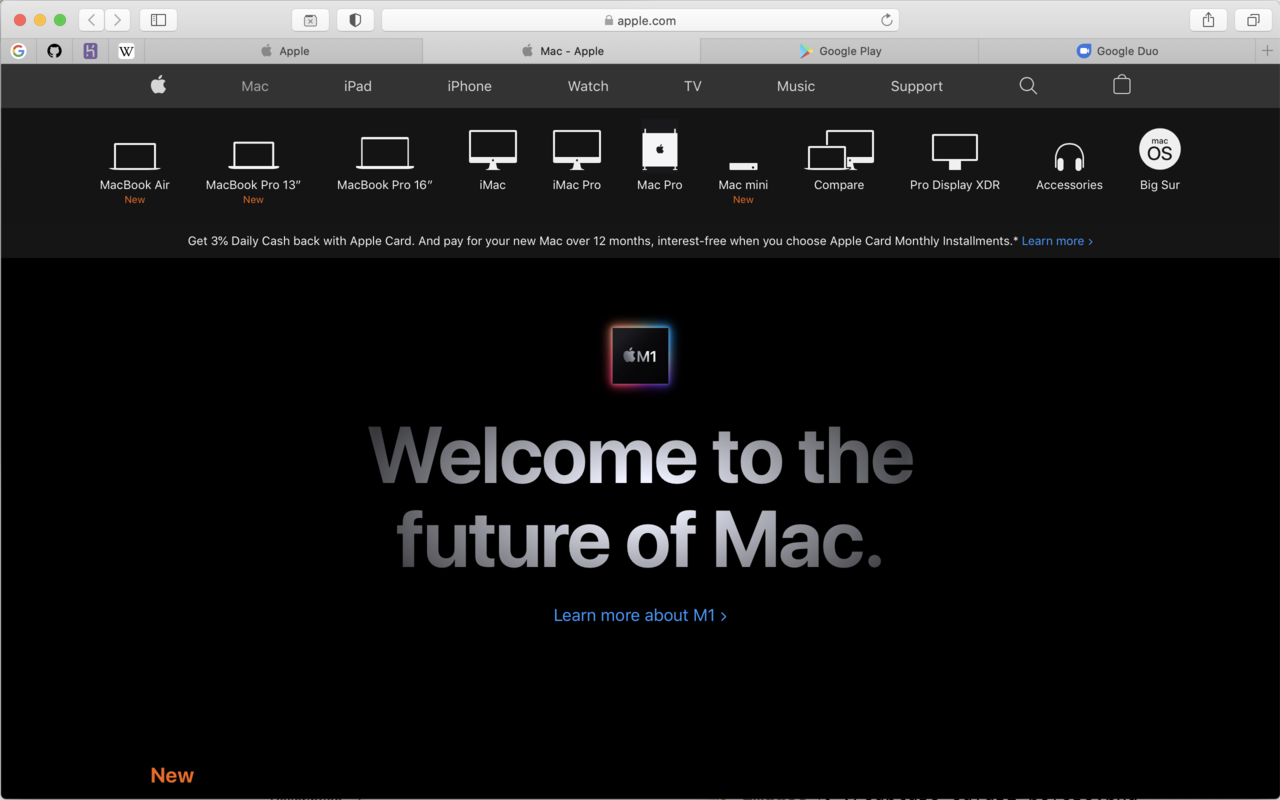 apple.com
Apple
Mac - Apple
Google Play
Google Duo
Mac
iPad
iPhone
Watch
TV
Music
Support
MacBook Air
New
MacBook Pro 13”
New
MacBook Pro 16”
iMac
iMac Pro
Mac Pro
Mac mini
New
Compare
Pro Display XDR
Accessories
mac
OS
Big Sur
Get 3% Daily Cash back with Apple Card. And pay for your new Mac over 12 months, interest-free when you choose Apple Card Monthly Installments.* Learn more ›
M1
Welcome to the
future of Mac.
Learn more about M1 ›
New